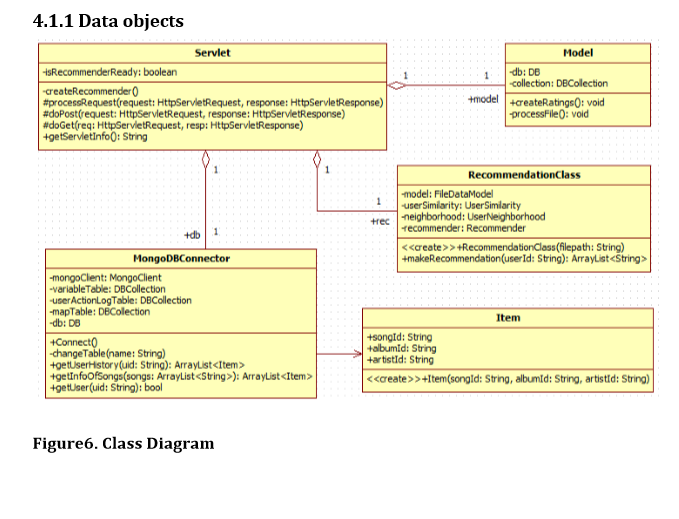 4.1.1 Data objects
Servlet
-isRecommenderReady: boolean
-createRecommender()
#processRequest(request: HttpServletRequest, response: HttpServletResponse)
#doPost(request: HttpServletRequest, response: HttpServletResponse)
#doGet(req: HttpServletRequest, resp: HttpServletResponse)
+getServletInfo(): String
1
1
+model
Model
-db: DB
-collection: DBCollection
+createRatings(): void
-processFile(): void
1
1
1
+rec
RecommendationClass
-model: FileDataModel
-userSimilarity: UserSimilarity
-neighborhood: UserNeighborhood
-recommender: Recommender
<<create>>+RecommendationClass(filepath: String)
+makeRecommendation(userId: String): ArrayList<String>
+db
1
MongoDBConnector
-mongoClient: MongoClient
-variableTable: DBCollection
-userActionLogTable: DBCollection
-mapTable: DBCollection
-db: DB
+Connect()
-changeTable(name: String)
+getUserHistory(uid: String): ArrayList<Item>
+getInfoOfSongs(songs: ArrayList<String>): ArrayList<Item>
+getUser(uid: String): bool
Item
+songId: String
+albumId: String
+artistId: String
<<create>>+Item(songId: String, albumId: String, artistId: String)
Figure6. Class Diagram